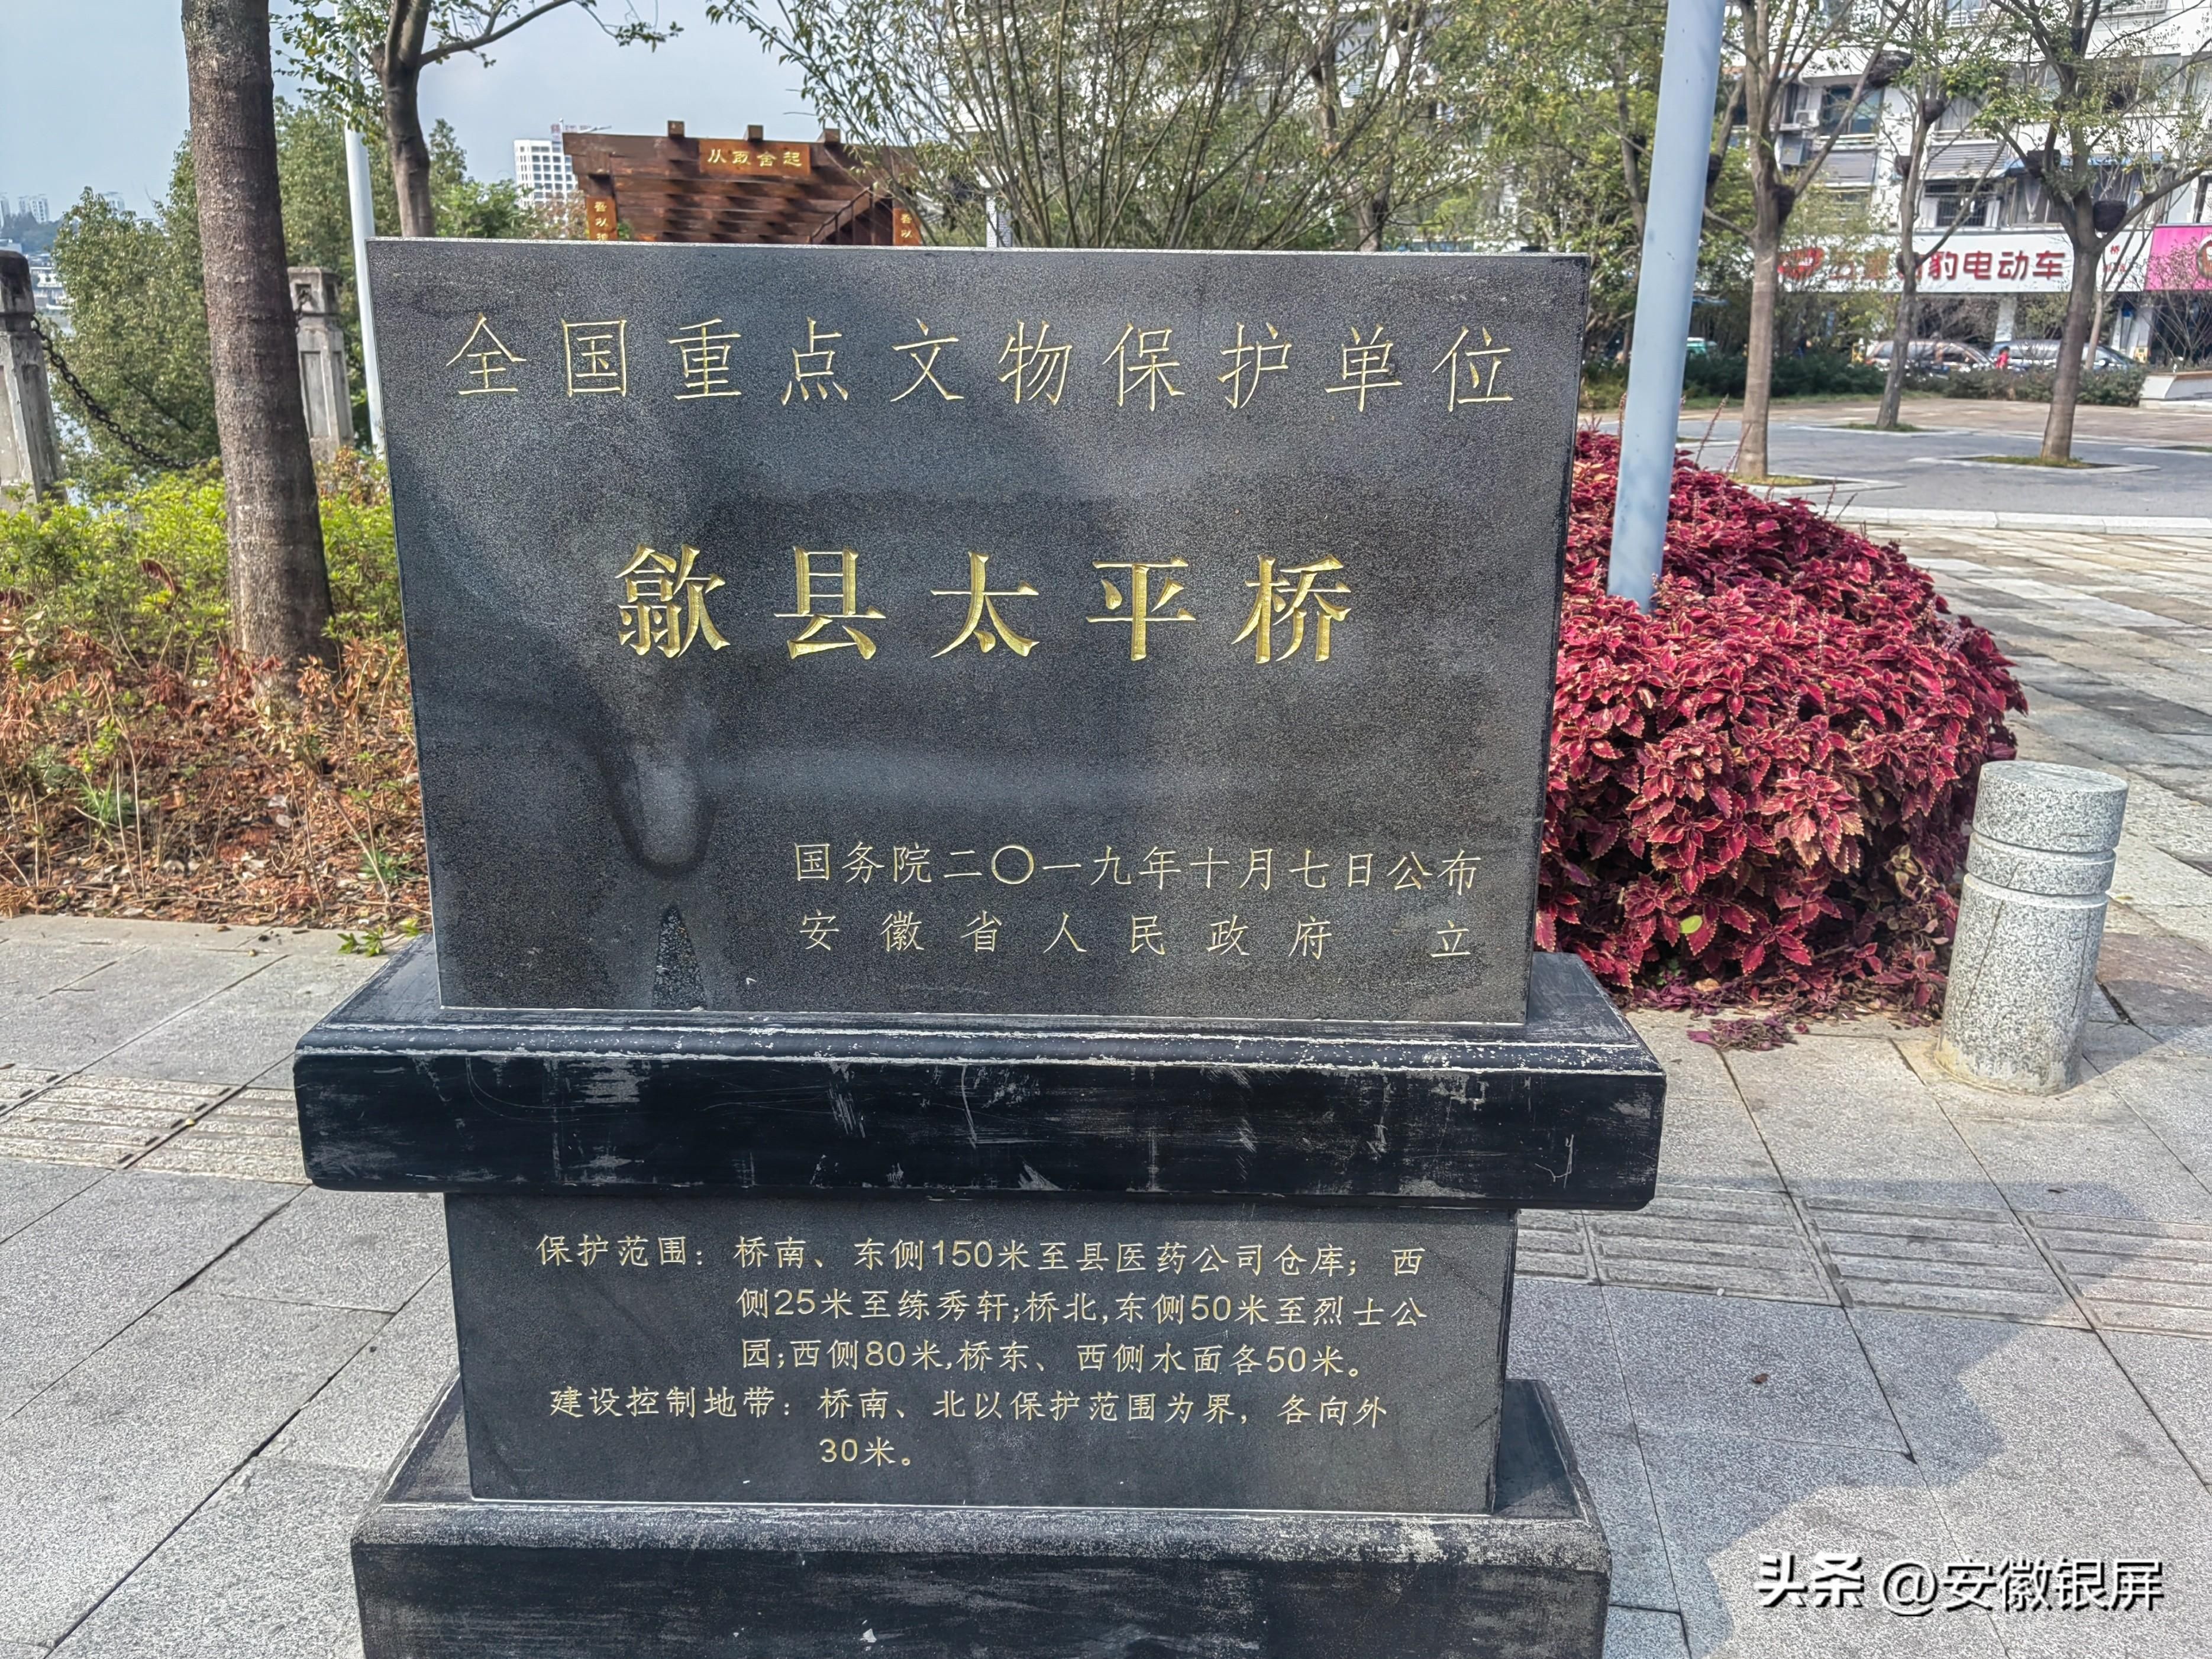 从政舍起
全国重点文物保护单位
歙县太平桥
国务院二〇一九年十月七日公布
安徽省人民政府 立
保护范围：桥南、东侧150米至县医药公司仓库；西
侧25米至练秀轩;桥北,东侧50米至烈士公
园;西侧80米,桥东、西侧水面各50米。
建设控制地带：桥南、北以保护范围为界，各向外
30米。
豹电动车
头条 @安徽银屏